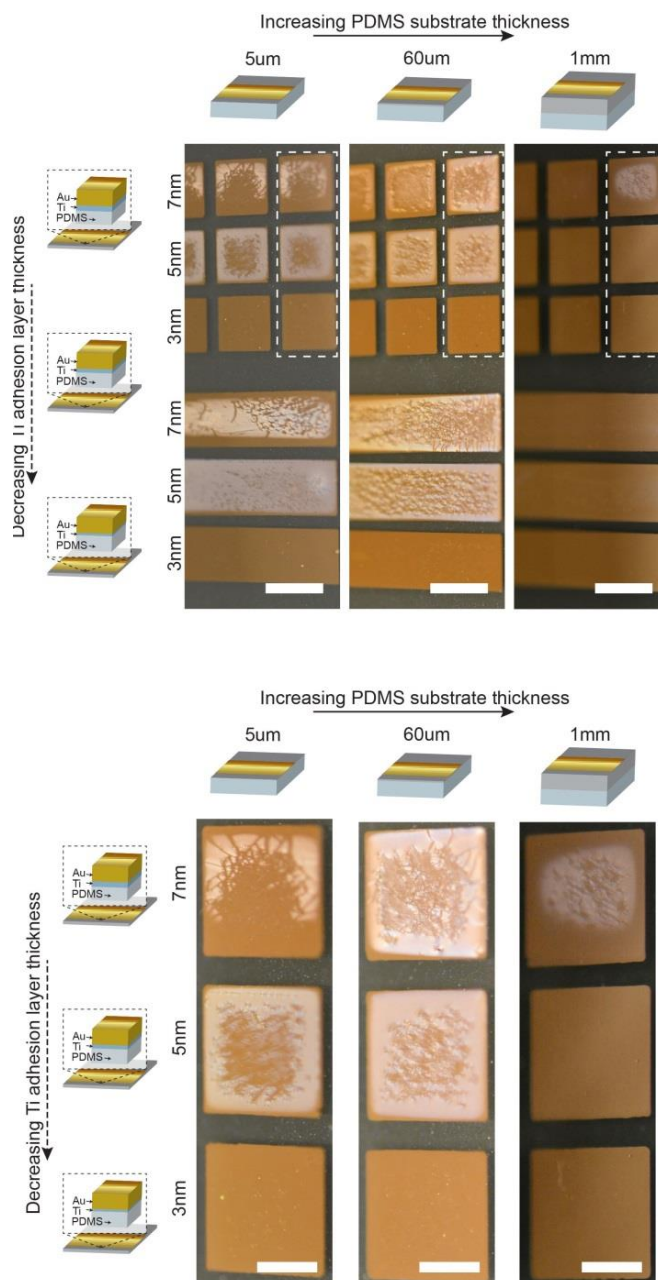 Increasing PDMS substrate thickness
5um
60um
1mm
Decreasing Ti adhesion layer thickness
Au
Ti
PDMS
Au
Ti
PDMS
Au
Ti
PDMS
7nm
5nm
3nm
7nm
5nm
3nm
Increasing PDMS substrate thickness
5um
60um
1mm
Decreasing Ti adhesion layer thickness
Au
Ti
PDMS
Au
Ti
PDMS
Au
Ti
PDMS
7nm
5nm
3nm